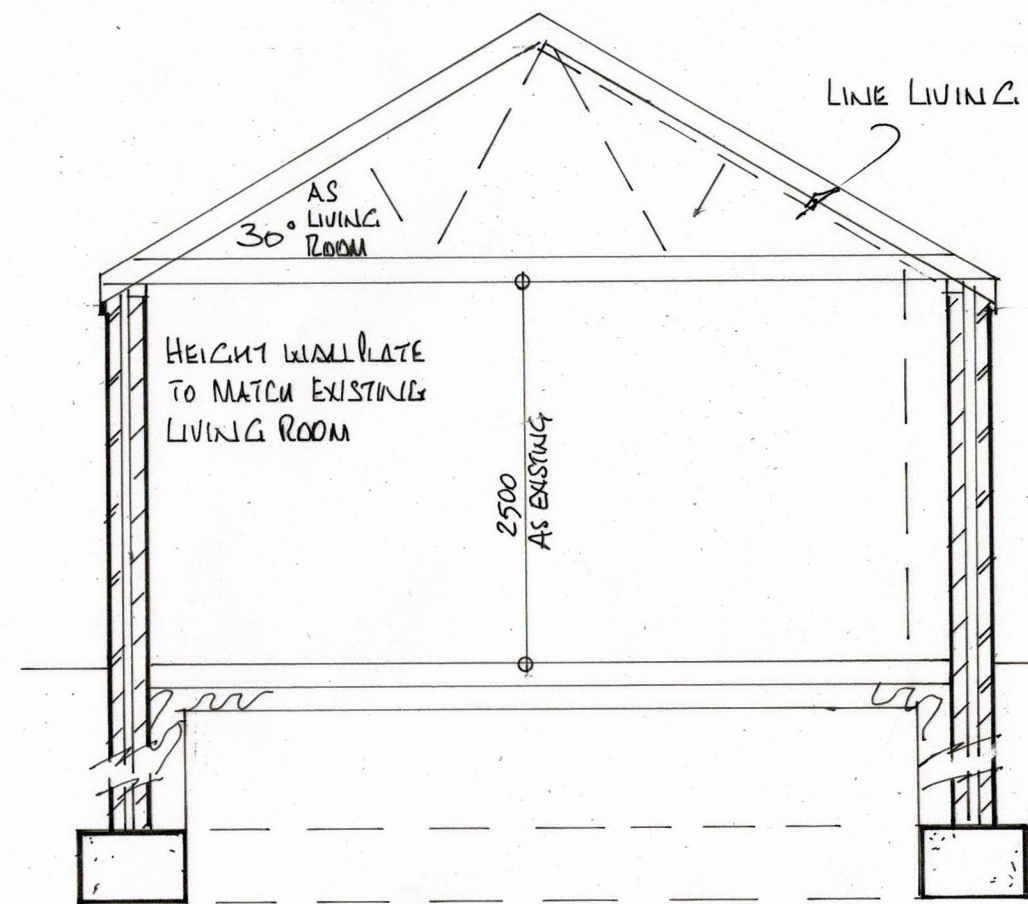 LINE LIVING
30°
AS
LIVING
ROOM
HEIGHT WALLPLATE
TO MATCH EXISTING
LIVING ROOM
2500
AS EXISTING